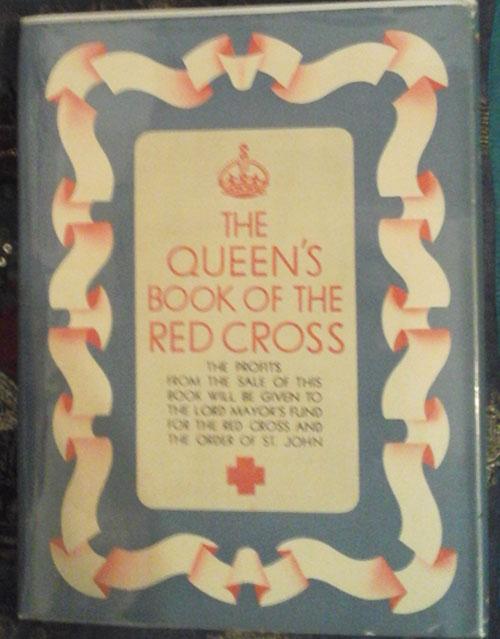 THE
QUEEN'S
BOOK OF THE
RED CROSS
THE PROFITS
FROM THE SALE OF THIS
BOOK WILL BE GIVEN TO
THE LORD MAYOR'S FUND
FOR THE RED CROSS AND
THE ORDER OF ST. JOHN